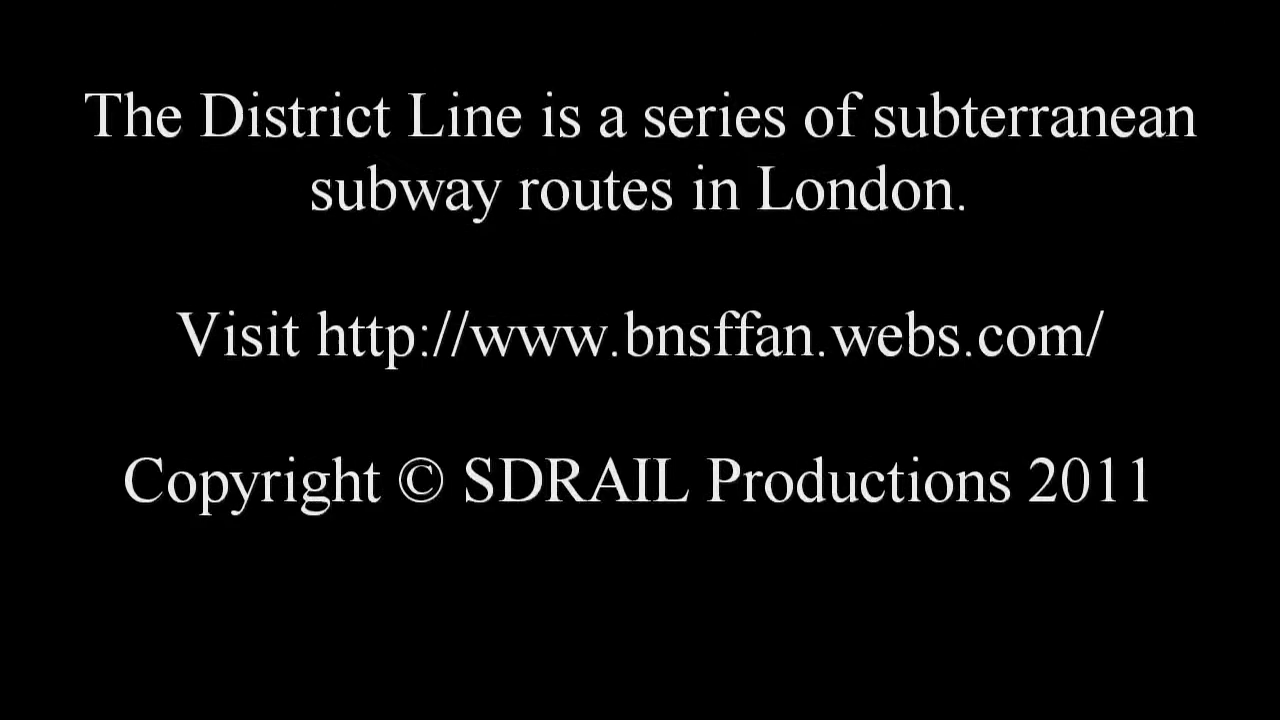 The District Line is a series of subterranean
subway routes in London.
Visit http://www.bnsffan.webs.com/
Copyright © SDRAIL Productions 2011